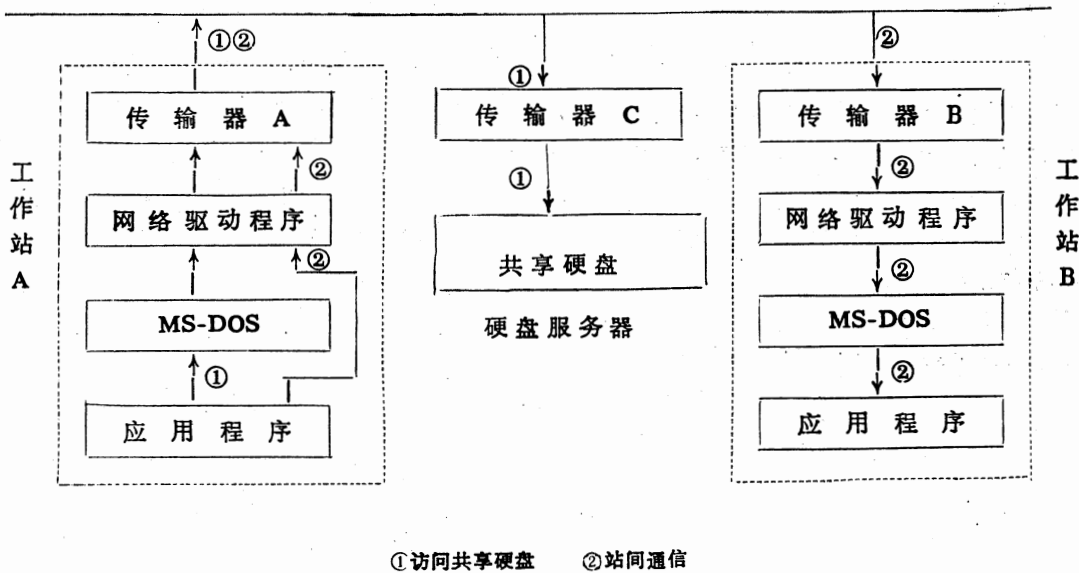 ①②
②
①
传输器 A
传输器 C
传输器 B
②
①
②
网络驱动程序
共享硬盘
网络驱动程序
②
②
MS-DOS
硬盘服务器
MS-DOS
①
②
应用程序
应用程序
工作站A
工作站B
①访问共享硬盘 ②站间通信